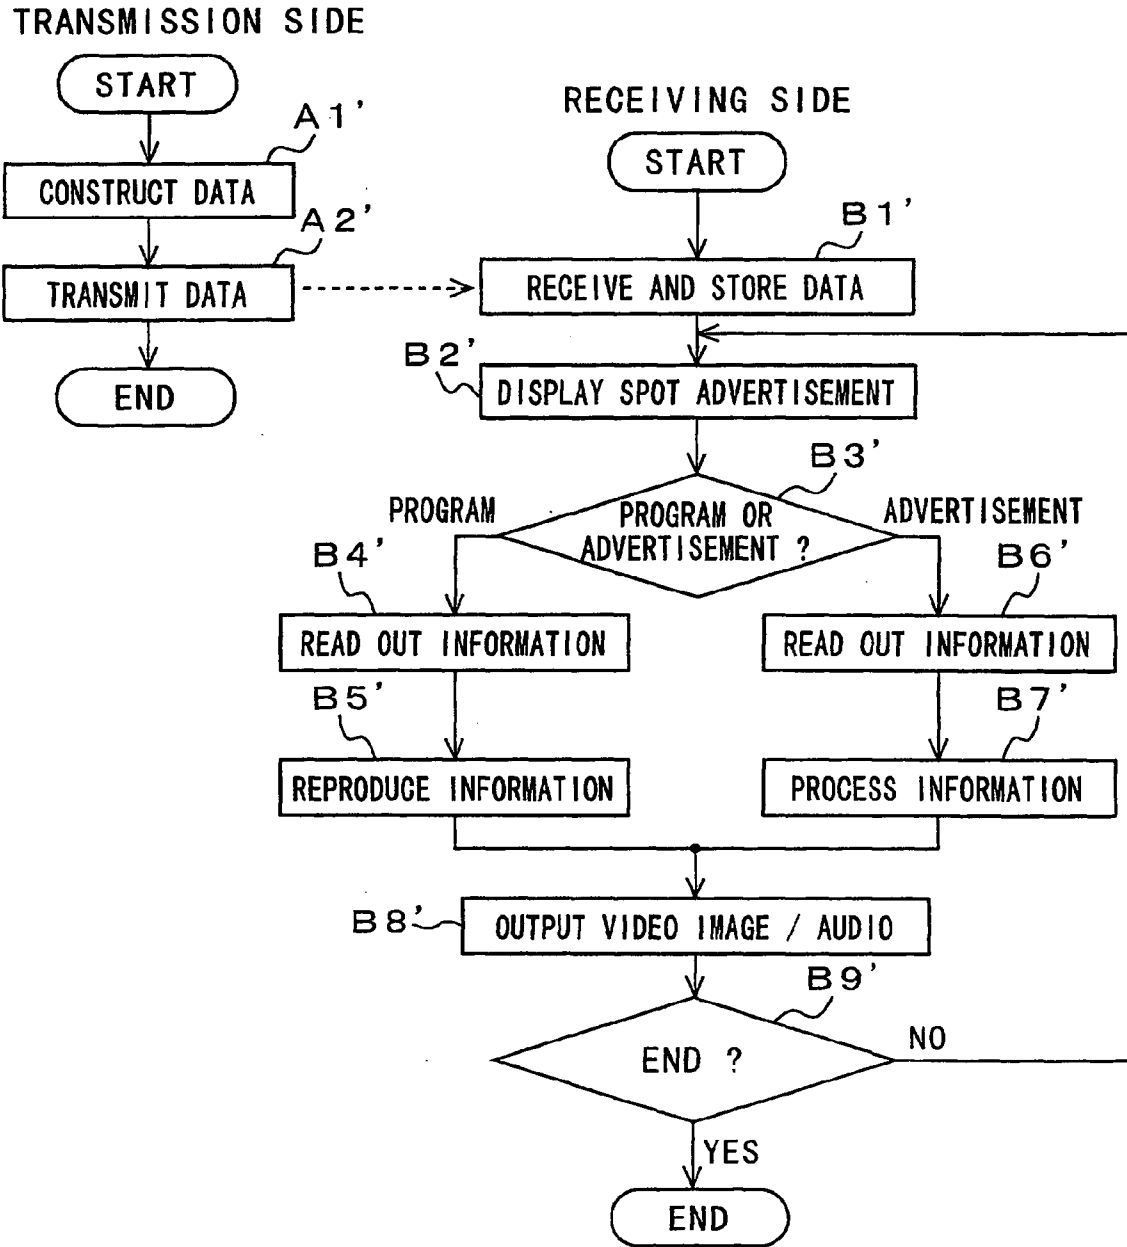 TRANSMISSION SIDE
START
A1'
CONSTRUCT DATA
A2'
TRANSMIT DATA
END
RECEIVING SIDE
START
B1'
RECEIVE AND STORE DATA
B2'
DISPLAY SPOT ADVERTISEMENT
B3'
PROGRAM
PROGRAM OR
ADVERTISEMENT ?
ADVERTISEMENT
B4'
READ OUT INFORMATION
B5'
REPRODUCE INFORMATION
B6'
READ OUT INFORMATION
B7'
PROCESS INFORMATION
B8'
OUTPUT VIDEO IMAGE / AUDIO
B9'
END ?
NO
YES
END